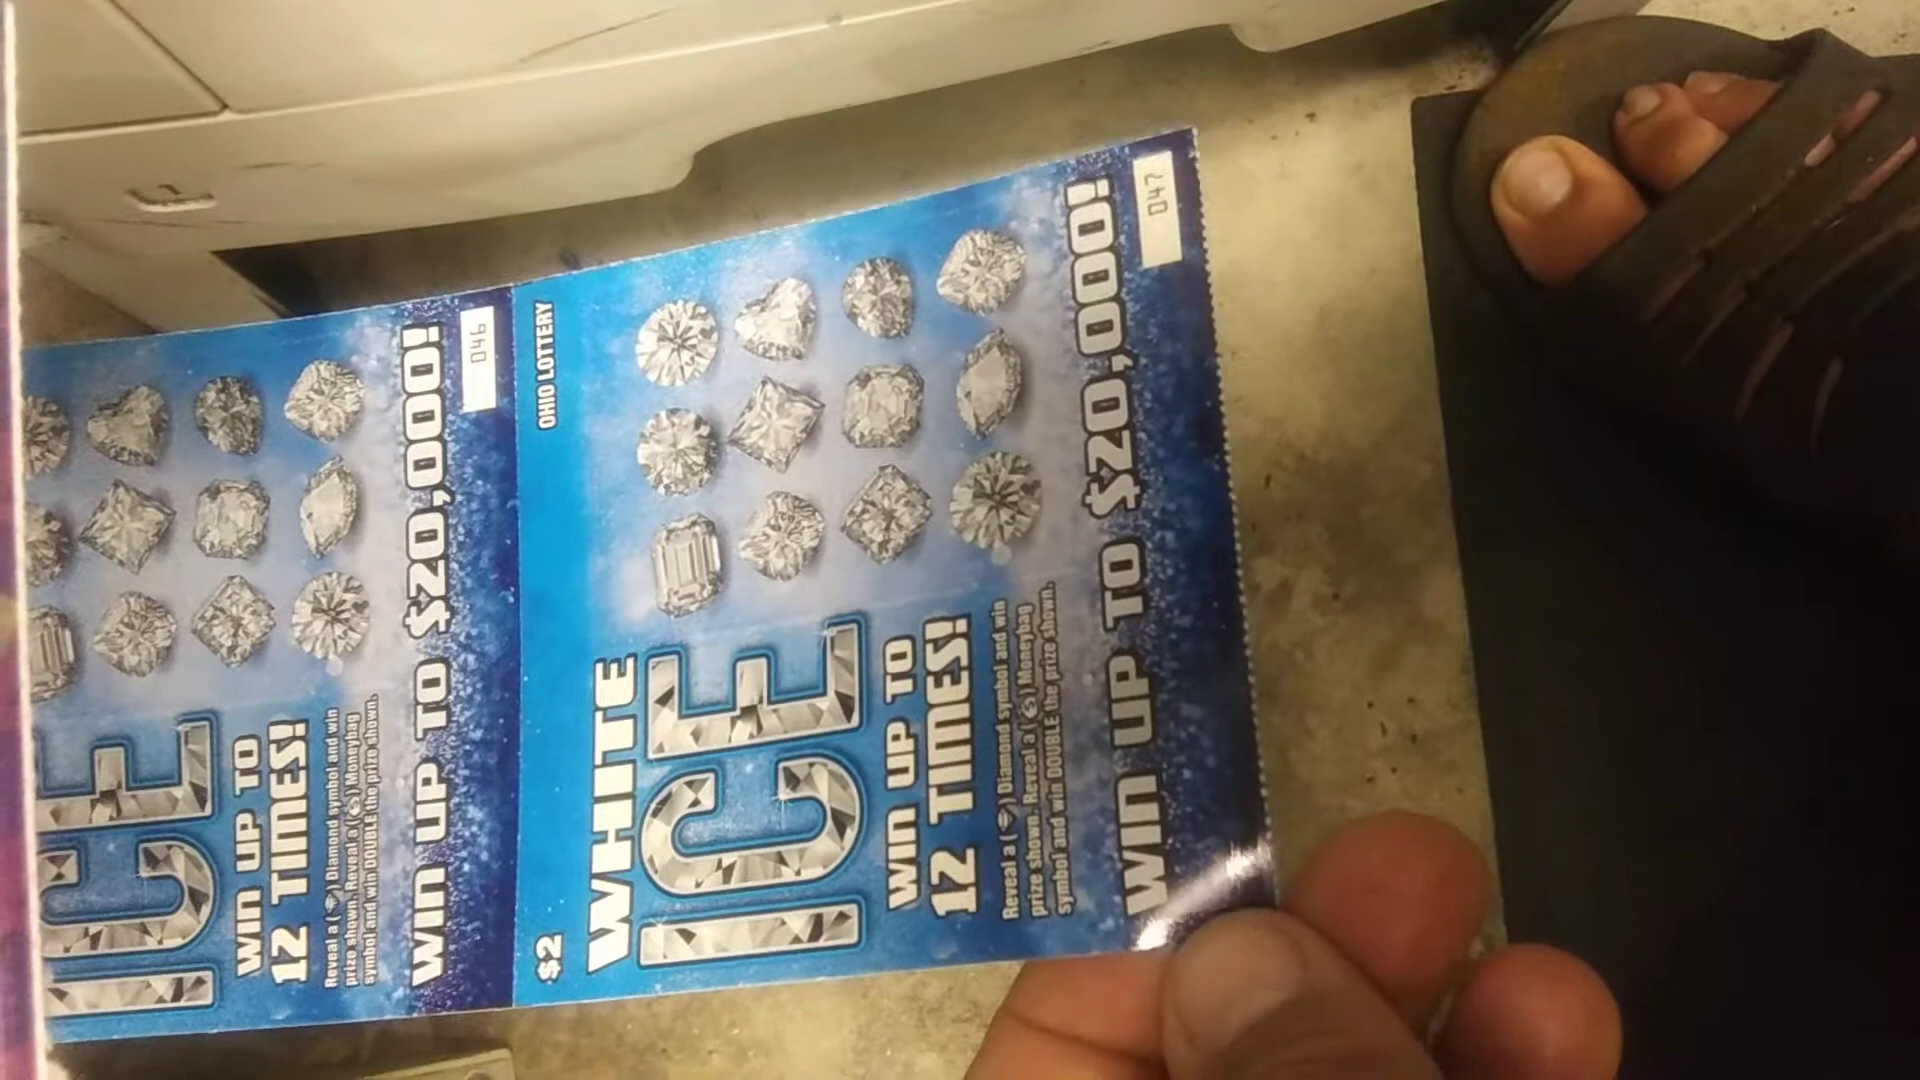 ICE
WIN UP TO
12 TIMES!
Reveal a ( ) Diamond symbol and win
prize shown. Reveal a ( ) Moneybag
symbol and win DOUBLE the prize shown.
WIN UP TO $20,000!
046
$2
OHIO LOTTERY
WHITE
ICE
WIN UP TO
12 TIMES!
Reveal a ( ) Diamond symbol and win
prize shown. Reveal a ( ) Moneybag
symbol and win DOUBLE the prize shown.
WIN UP TO $20,000!
047